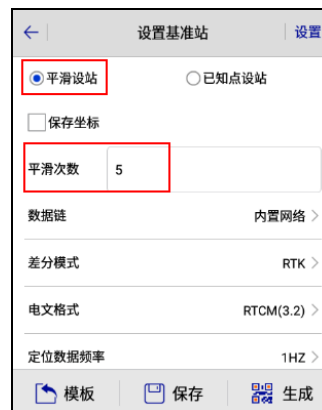 设置基准站 设置
平滑设站 已知点设站
保存坐标
平滑次数 5
数据链 内置网络
差分模式 RTK
电文格式 RTCM(3.2)
定位数据频率 1HZ
模板 保存 生成